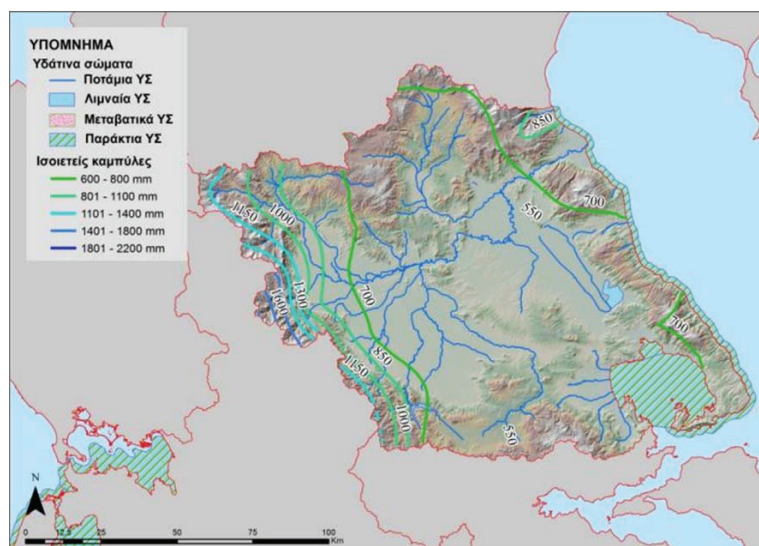 ΥΠΟΜΝΗΜΑ
Υδάτινα σώματα
Ποτάμια ΥΣ
Λιμναία ΥΣ
Μεταβατικά ΥΣ
Παράκτια ΥΣ
Ισοϋετείς καμπύλες
600 - 800 mm
801 - 1100 mm
1101 - 1400 mm
1401 - 1800 mm
1801 - 2200 mm
850
700
550
1150
1000
1300
1600
700
700
850
1150
1000
550
N
0 12,5 25 50 75 100
Km